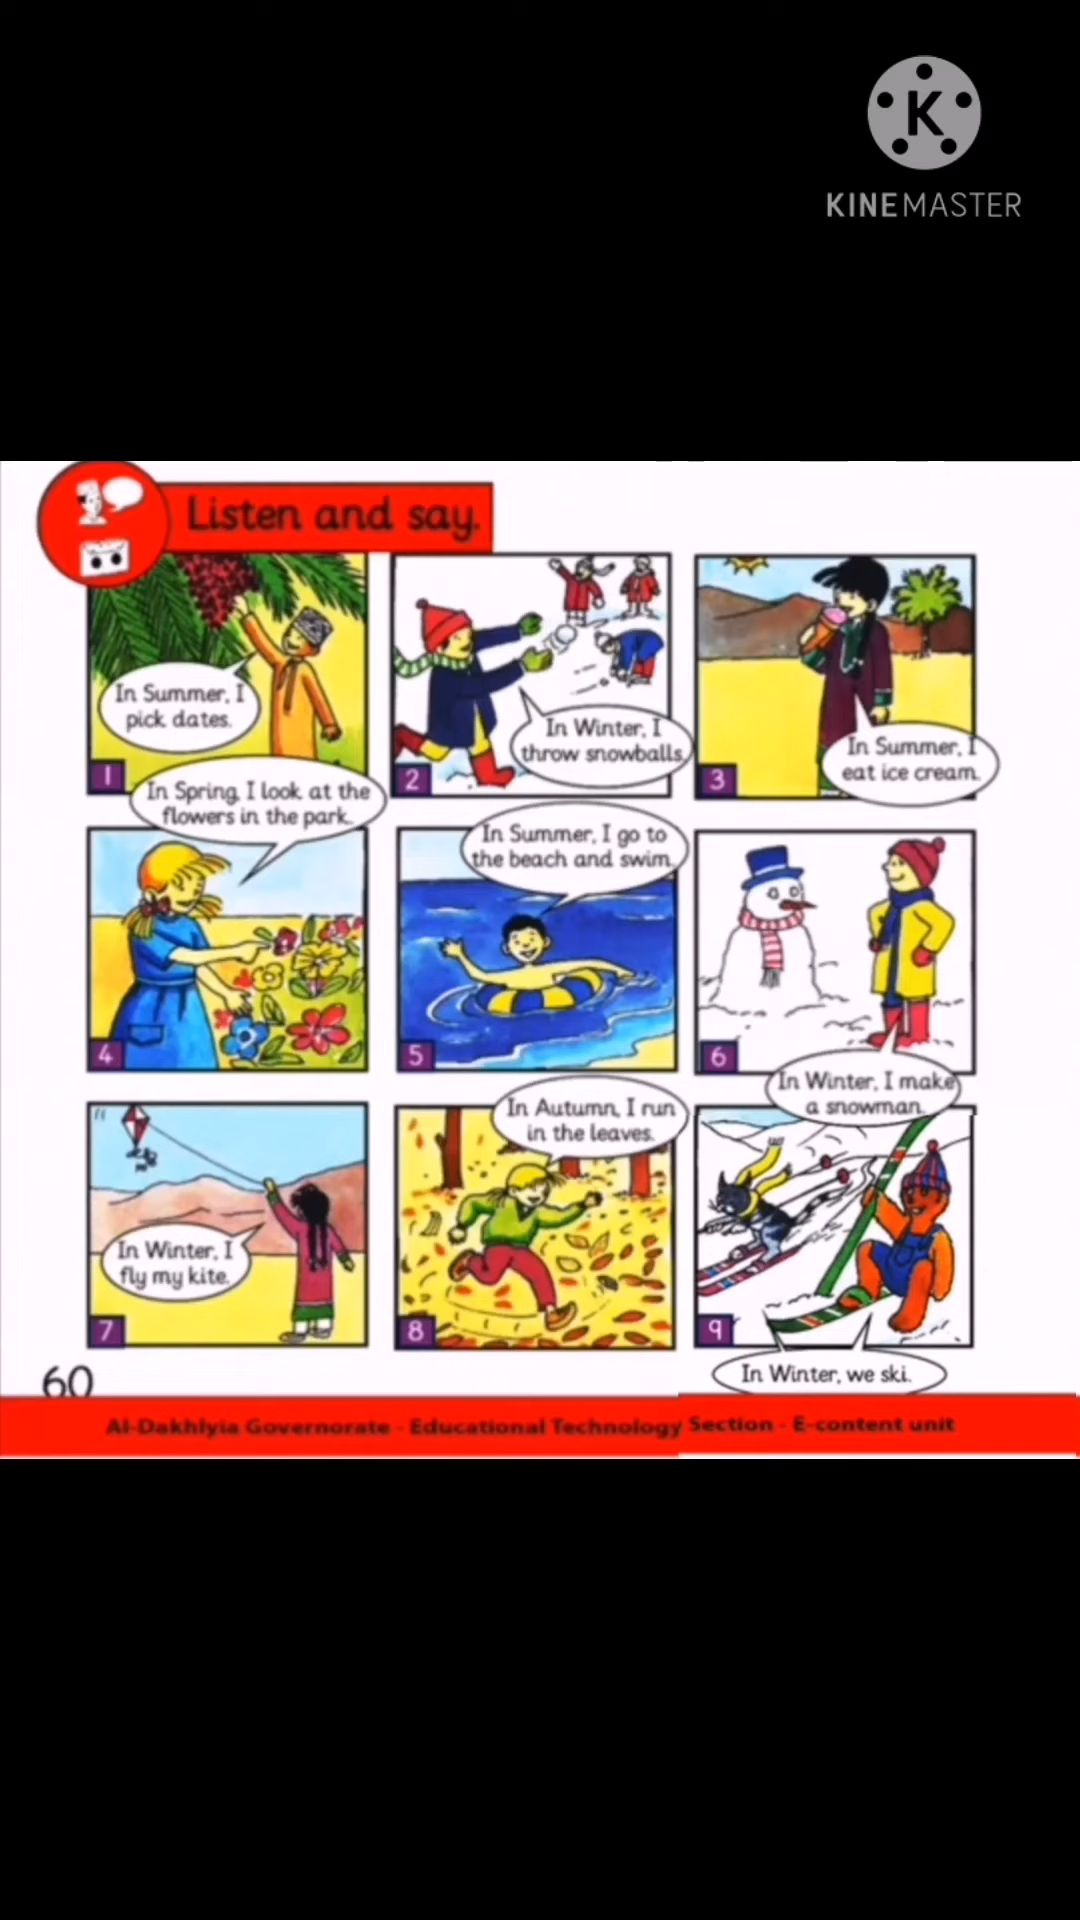 K
KINEMASTER
Listen and say.
In Summer, I
pick dates.
1
In Winter, I
throw snowballs.
2
In Summer, I
eat ice cream.
3
In Spring, I look at the
flowers in the park.
4
In Summer, I go to
the beach and swim.
5
In Winter, I make
a snowman.
6
In Winter, I
fly my kite.
7
In Autumn, I run
in the leaves.
8
In Winter, we ski.
9
60
Al-Dakhlyia Governorate - Educational Technology Section - E-content unit